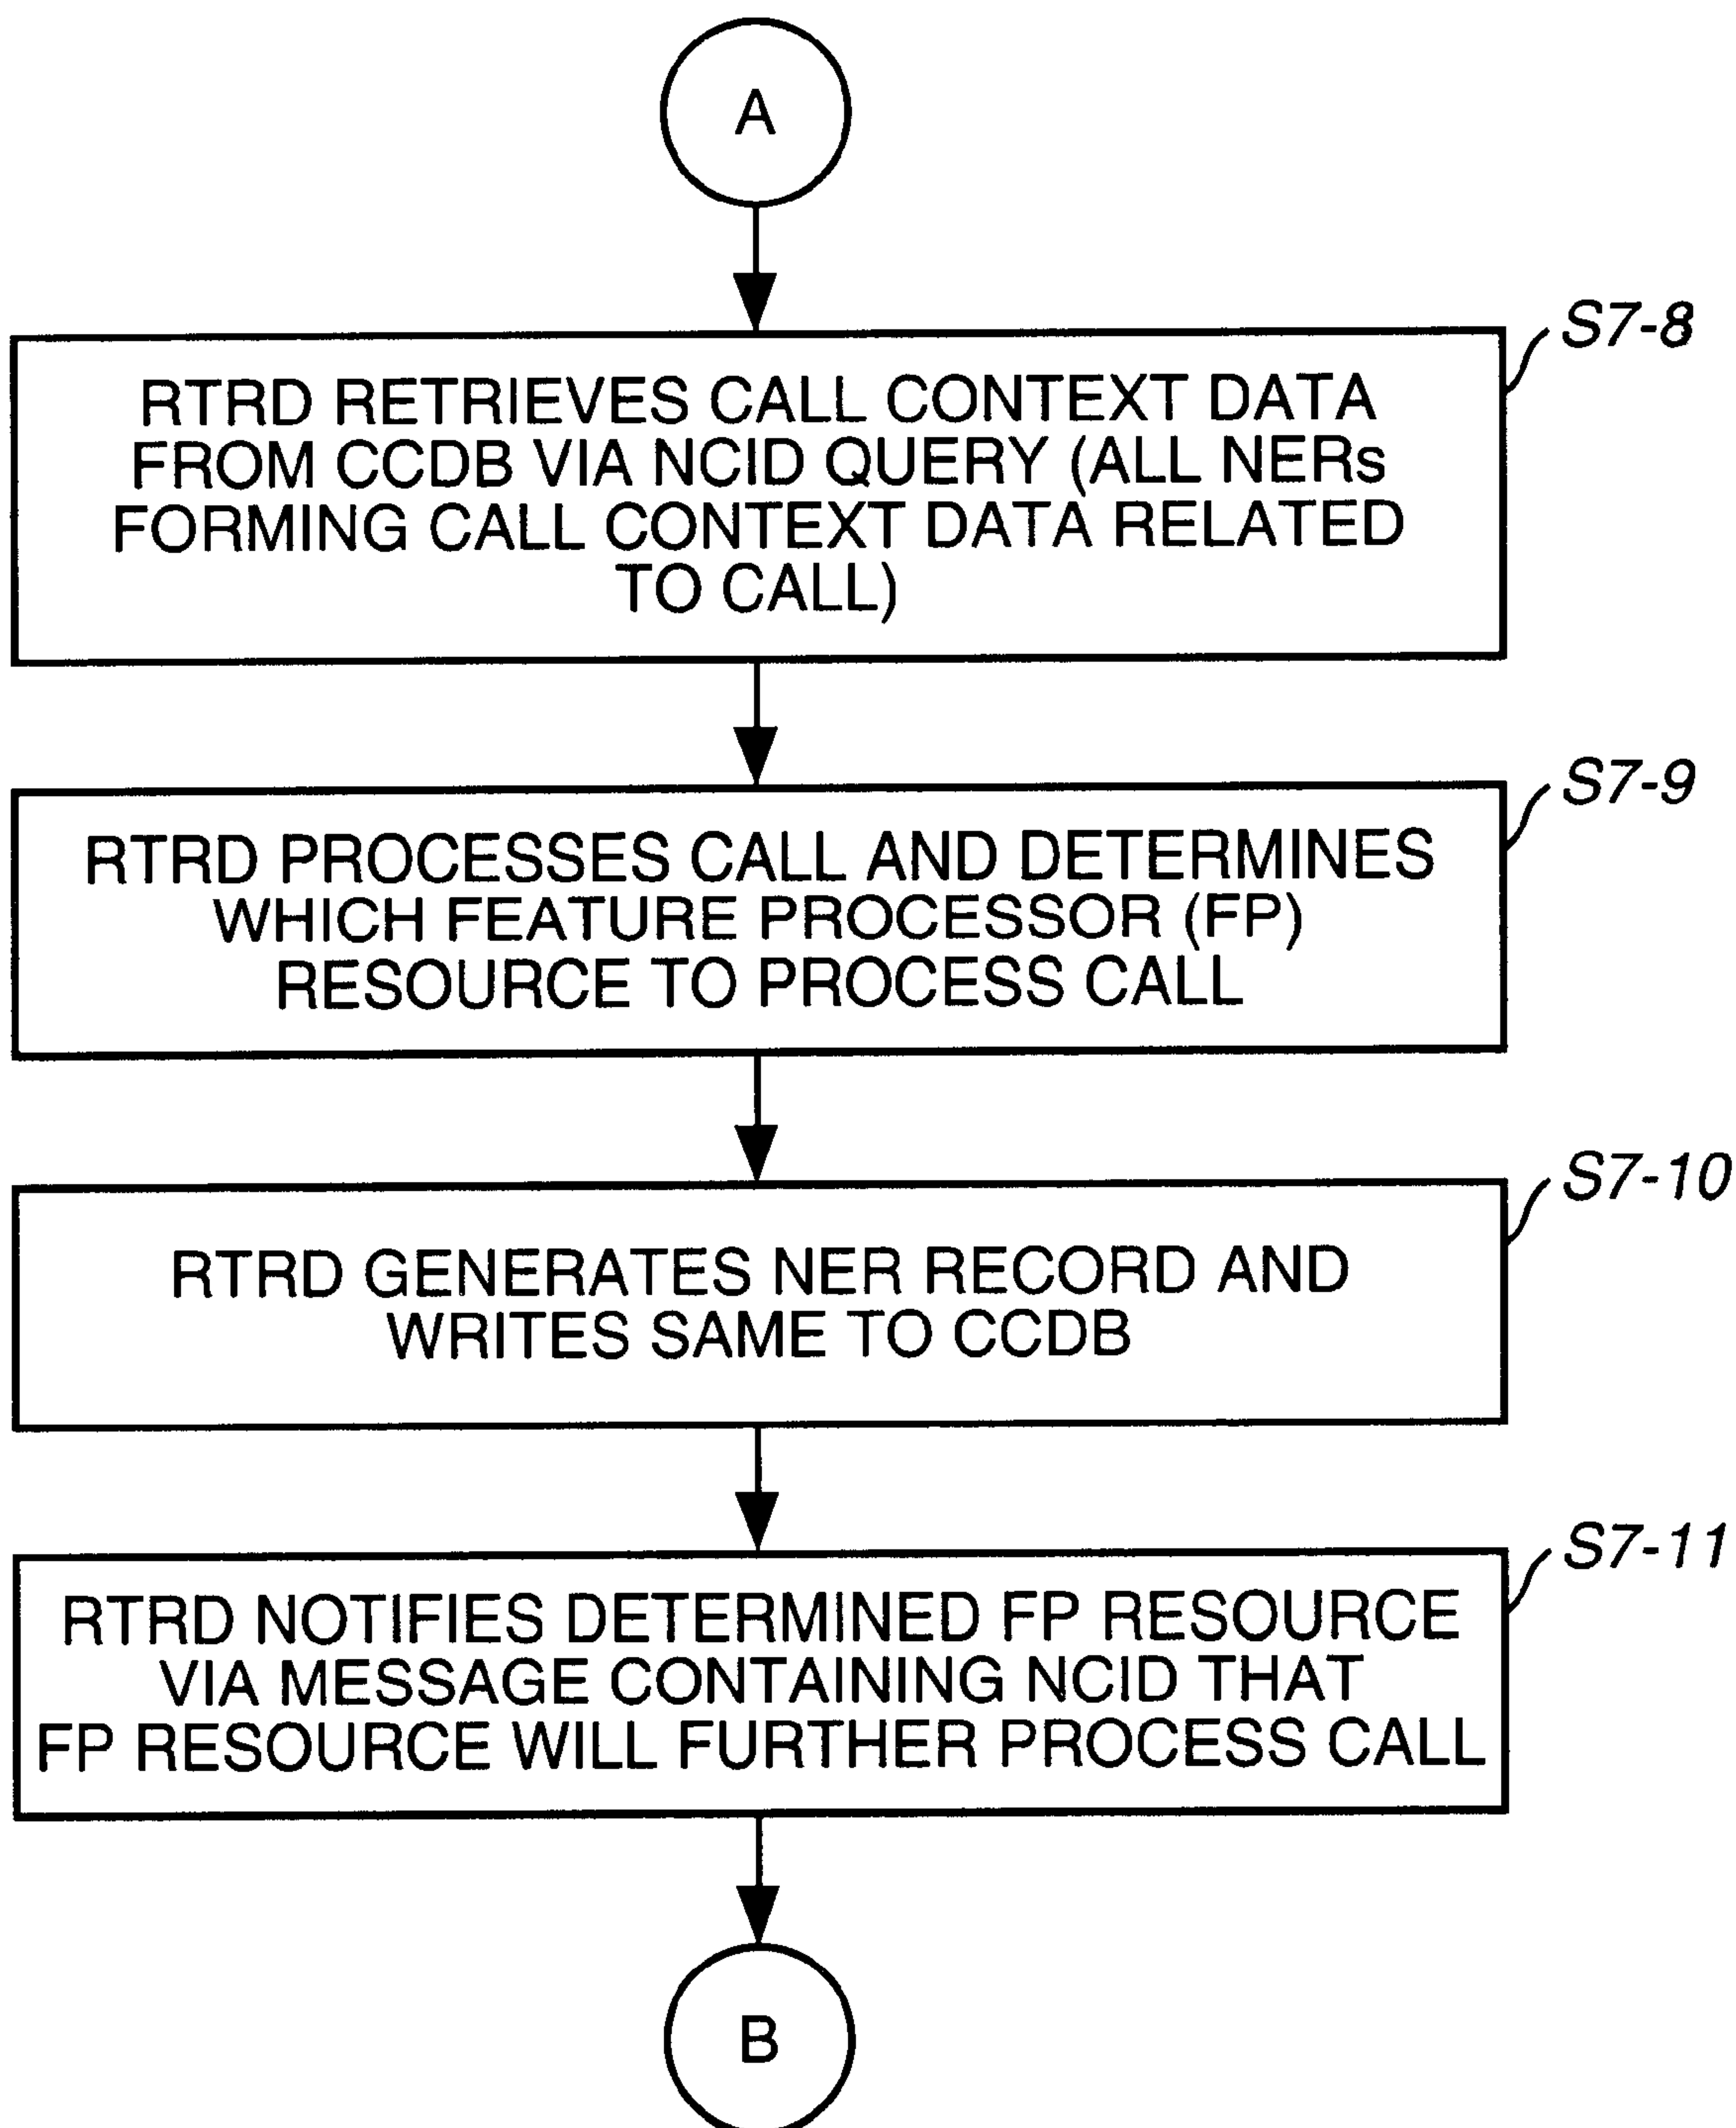 A
S7-8
RTRD RETRIEVES CALL CONTEXT DATA
FROM CCDB VIA NCID QUERY (ALL NERs
FORMING CALL CONTEXT DATA RELATED
TO CALL)
S7-9
RTRD PROCESSES CALL AND DETERMINES
WHICH FEATURE PROCESSOR (FP)
RESOURCE TO PROCESS CALL
S7-10
RTRD GENERATES NER RECORD AND
WRITES SAME TO CCDB
S7-11
RTRD NOTIFIES DETERMINED FP RESOURCE
VIA MESSAGE CONTAINING NCID THAT
FP RESOURCE WILL FURTHER PROCESS CALL
B